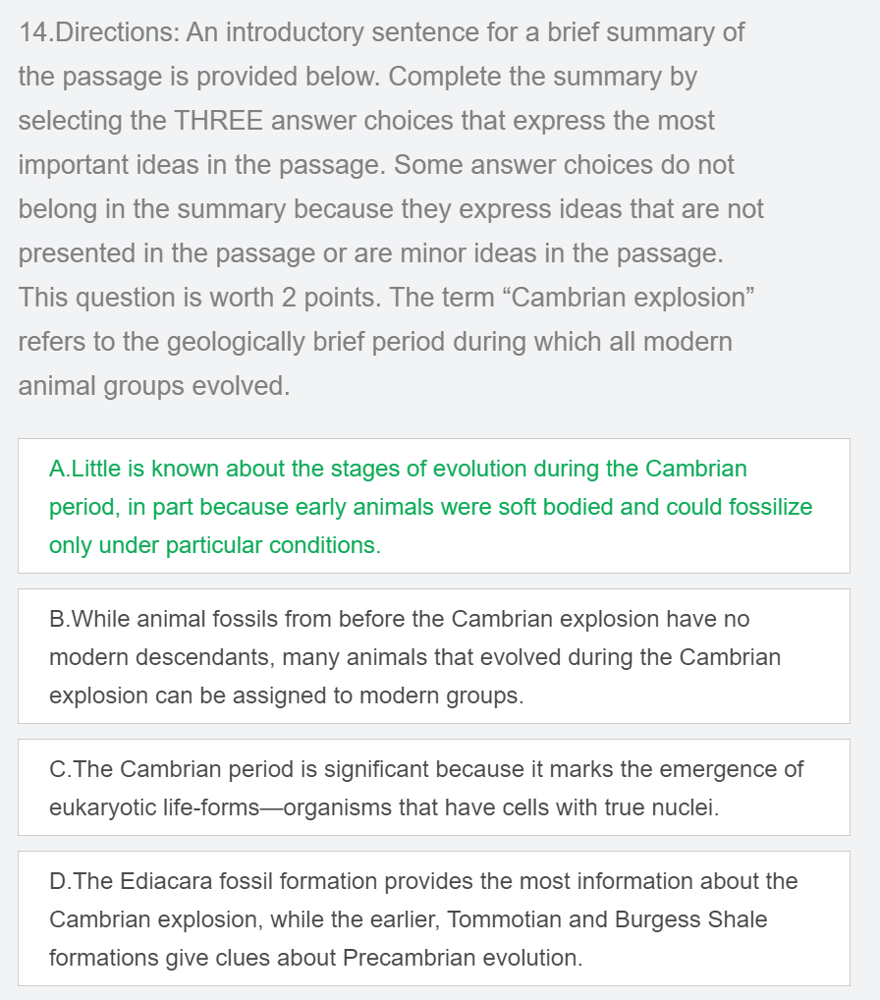 14.Directions: An introductory sentence for a brief summary of
the passage is provided below. Complete the summary by
selecting the THREE answer choices that express the most
important ideas in the passage. Some answer choices do not
belong in the summary because they express ideas that are not
presented in the passage or are minor ideas in the passage.
This question is worth 2 points. The term “Cambrian explosion”
refers to the geologically brief period during which all modern
animal groups evolved.
A.Little is known about the stages of evolution during the Cambrian
period, in part because early animals were soft bodied and could fossilize
only under particular conditions.
B.While animal fossils from before the Cambrian explosion have no
modern descendants, many animals that evolved during the Cambrian
explosion can be assigned to modern groups.
C.The Cambrian period is significant because it marks the emergence of
eukaryotic life-forms—organisms that have cells with true nuclei.
D.The Ediacara fossil formation provides the most information about the
Cambrian explosion, while the earlier, Tommotian and Burgess Shale
formations give clues about Precambrian evolution.